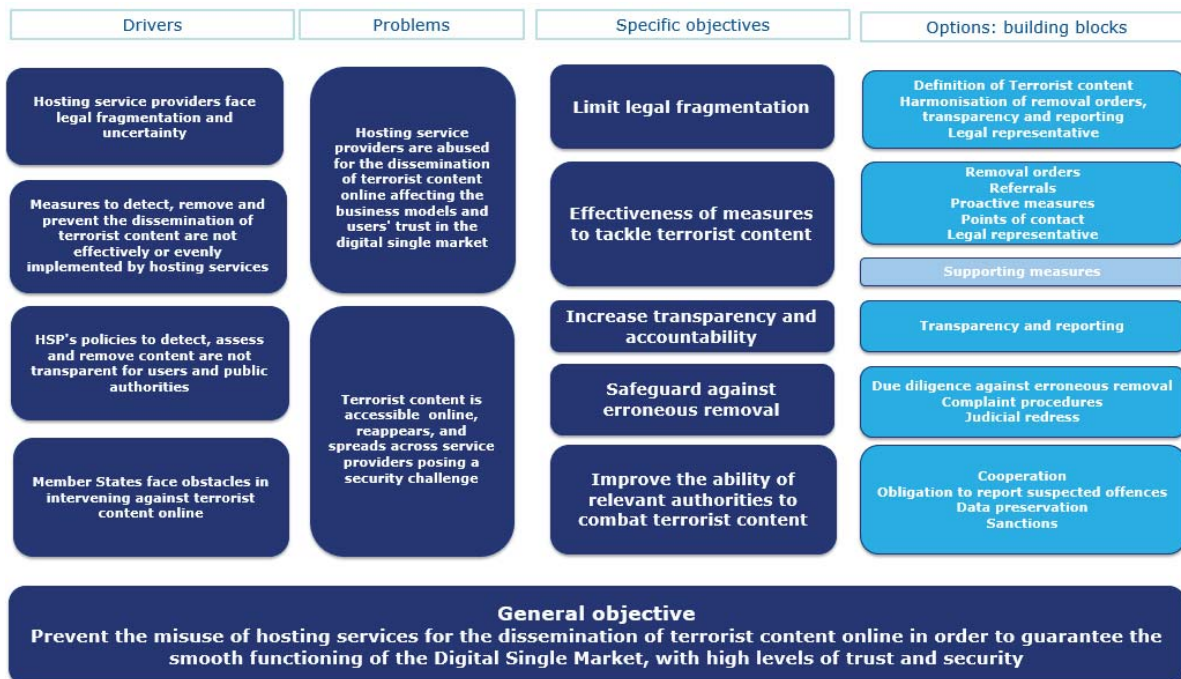 Drivers
Problems
Specific objectives
Options: building blocks
Hosting service providers face
legal fragmentation and
uncertainty
Measures to detect, remove and
prevent the dissemination of
terrorist content are not
effectively or evenly
implemented by hosting services
HSP's policies to detect, assess
and remove content are not
transparent for users and public
authorities
Member States face obstacles in
intervening against terrorist
content online
Hosting service
providers are abused
for the dissemination
of terrorist content
online affecting the
business models and
users' trust in the
digital single market
Terrorist content is
accessible online,
reappears, and
spreads across service
providers posing a
security challenge
Limit legal fragmentation
Effectiveness of measures
to tackle terrorist content
Increase transparency and
accountability
Safeguard against
erroneous removal
Improve the ability of
relevant authorities to
combat terrorist content
Definition of Terrorist content
Harmonisation of removal orders,
transparency and reporting
Legal representative
Removal orders
Referrals
Proactive measures
Points of contact
Legal representative
Supporting measures
Transparency and reporting
Due diligence against erroneous removal
Complaint procedures
Judicial redress
Cooperation
Obligation to report suspected offences
Data preservation
Sanctions
General objective
Prevent the misuse of hosting services for the dissemination of terrorist content online in order to guarantee the
smooth functioning of the Digital Single Market, with high levels of trust and security